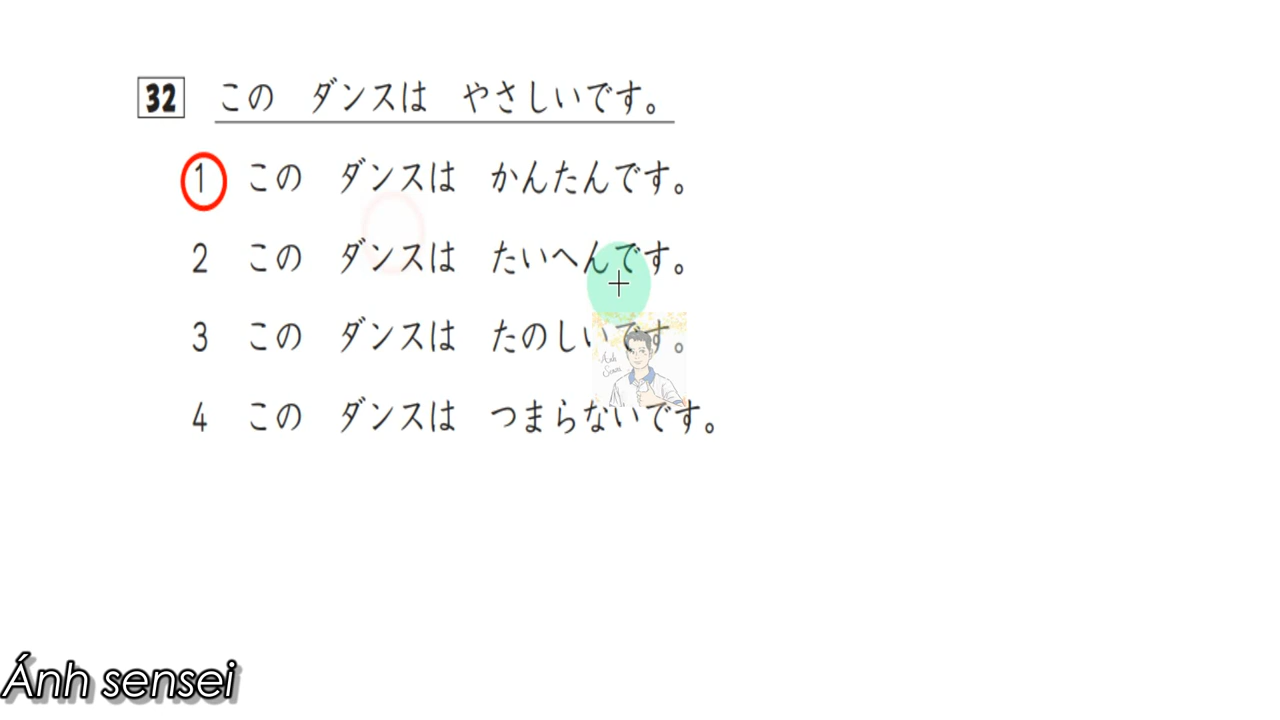 32 この ダンスは やさしいです。
1 この ダンスは かんたんです。
2 この ダンスは たいへんです。
3 この ダンスは たのしいです。
4 この ダンスは つまらないです。
Ánh Sensei
Ánh sensei